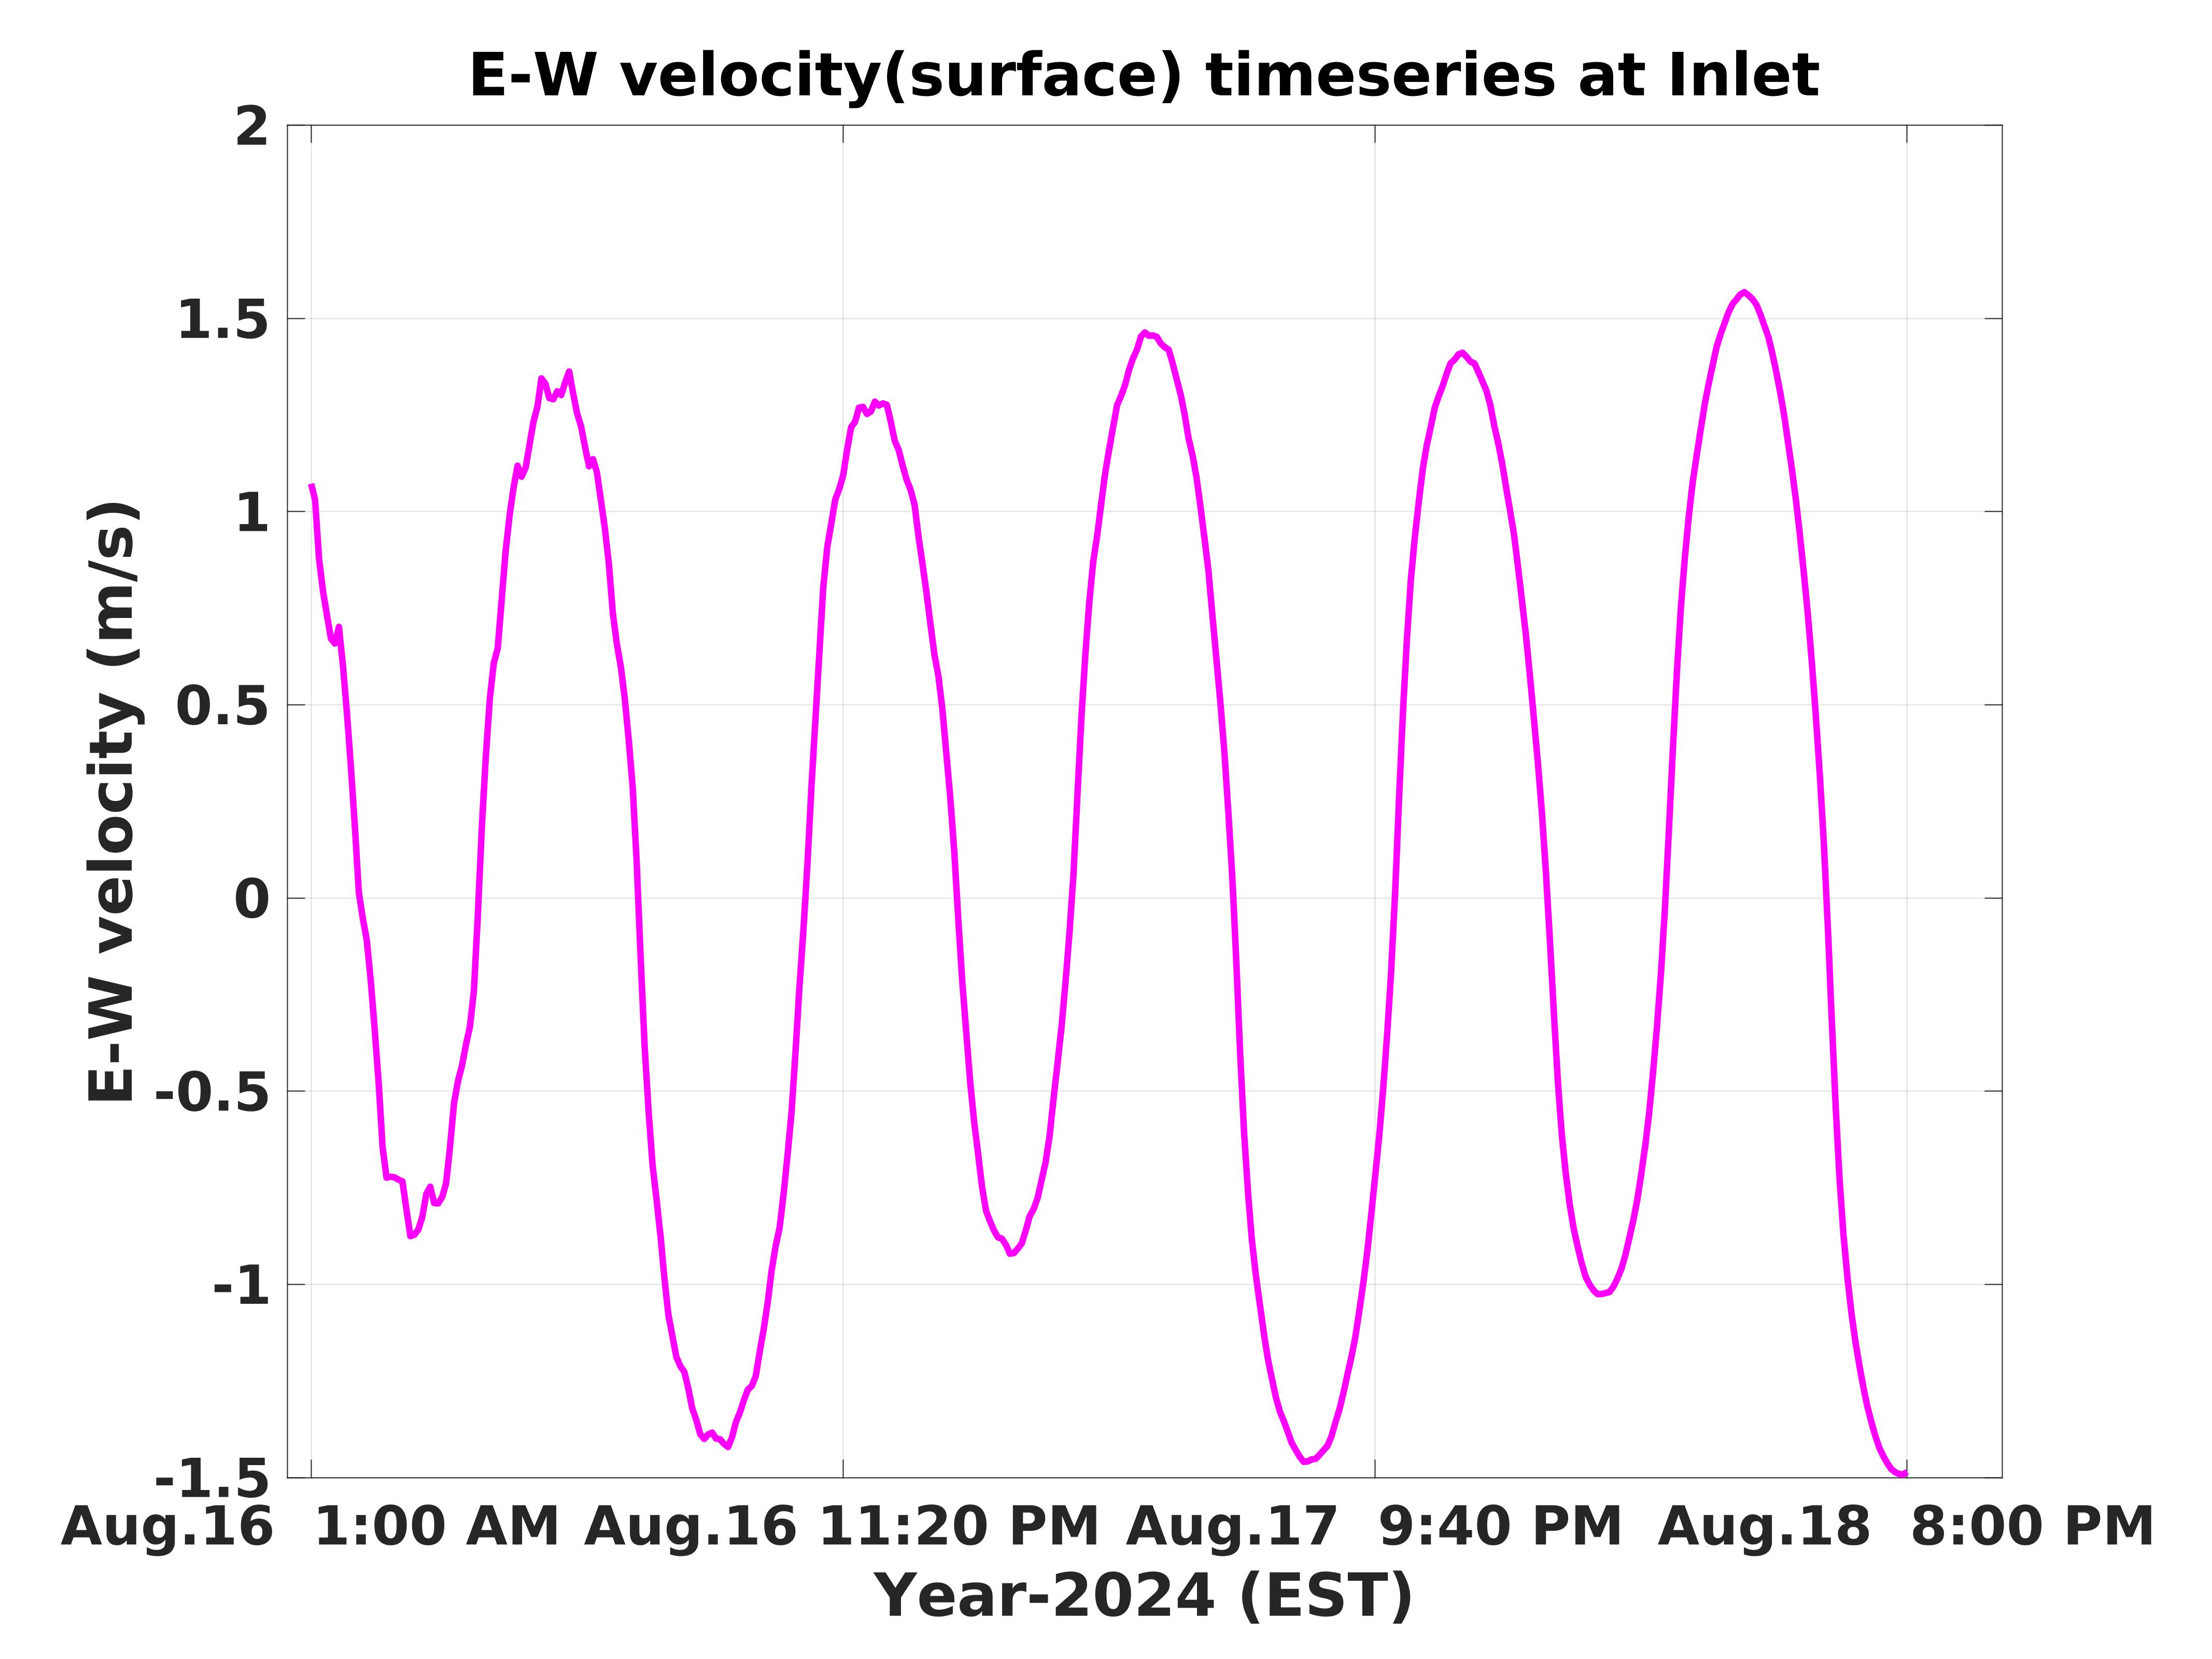 E-W velocity(surface) timeseries at Inlet
2
1.5
1
0.5
0
-0.5
-1
-1.5
E-W velocity (m/s)
Aug.16 1:00 AM Aug.16 11:20 PM Aug.17 9:40 PM Aug.18 8:00 PM
Year-2024 (EST)